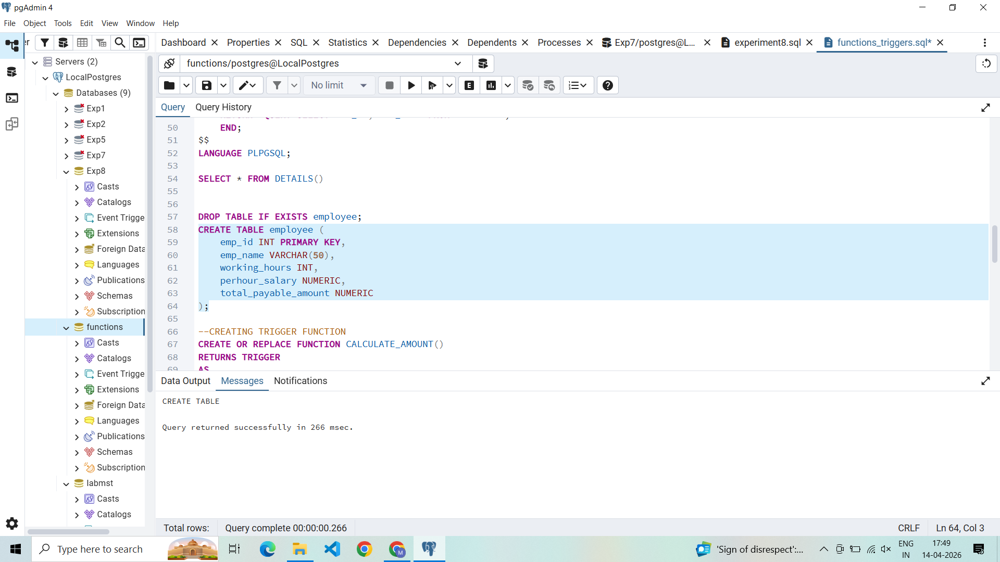 pgAdmin 4
File Object Tools Edit View Window Help
er
Dashboard Properties SQL Statistics Dependencies Dependents Processes Exp7/postgres@L... experiment8.sql functions_triggers.sql*
Servers (2)
LocalPostgres
Databases (9)
Exp1
Exp2
Exp5
Exp7
Exp8
Casts
Catalogs
Event Trigge
Extensions
Foreign Data
Languages
Publications
Schemas
Subscription
functions
Casts
Catalogs
Event Trigge
Extensions
Foreign Data
Languages
Publications
Schemas
Subscription
labmst
Casts
Catalogs
functions/postgres@LocalPostgres
No limit
E
Query Query History
50 END;
51 $$
52 LANGUAGE PLPGSQL;
53
54 SELECT * FROM DETAILS()
55
56
57 DROP TABLE IF EXISTS employee;
58 CREATE TABLE employee (
59 emp_id INT PRIMARY KEY,
60 emp_name VARCHAR(50),
61 working_hours INT,
62 perhour_salary NUMERIC,
63 total_payable_amount NUMERIC
64 );
65
66 --CREATING TRIGGER FUNCTION
67 CREATE OR REPLACE FUNCTION CALCULATE_AMOUNT()
68 RETURNS TRIGGER
69 AS
Data Output Messages Notifications
CREATE TABLE
Query returned successfully in 266 msec.
Total rows: Query complete 00:00:00.266
CRLF Ln 64, Col 3
Type here to search
M
'Sign of disrespect':...
ENG
IN
17:49
14-04-2026